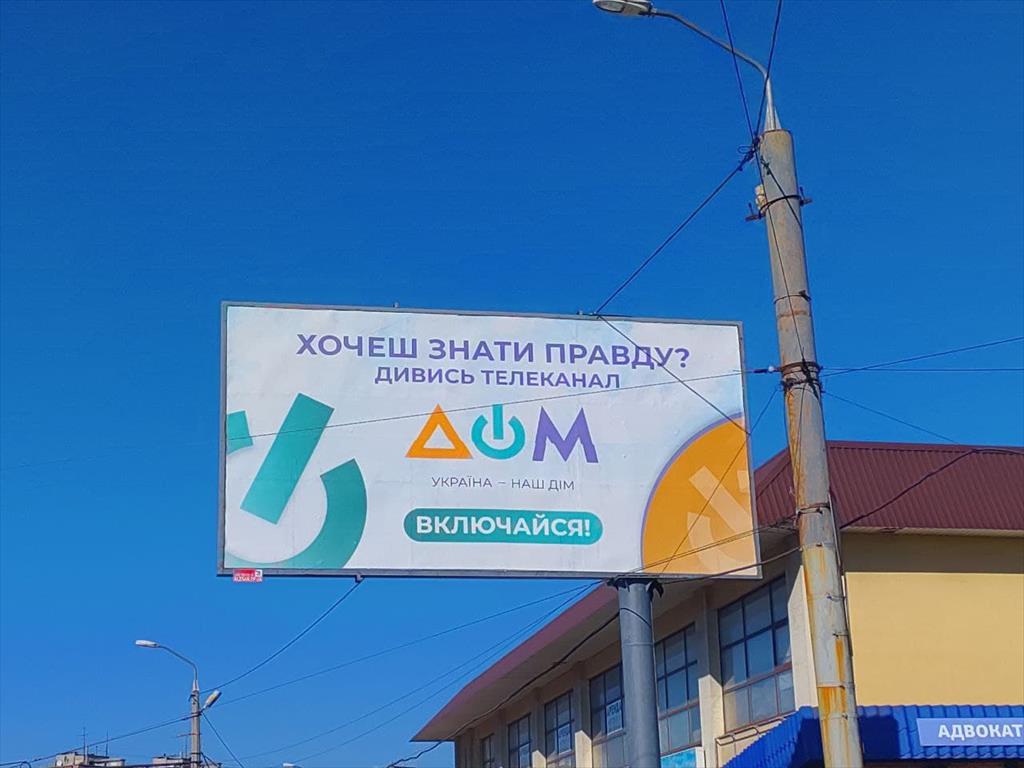 ХОЧЕШ ЗНАТИ ПРАВДУ?
ДИВИСЬ ТЕЛЕКАНАЛ
ДОМ
УКРАЇНА – НАШ ДІМ
ВКЛЮЧАЙСЯ!
АДВОКАТ